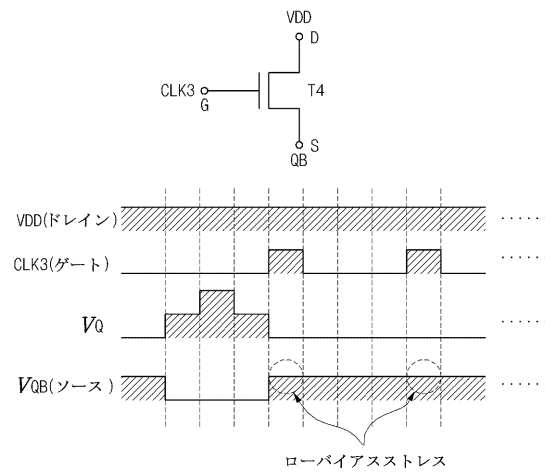 VDD
D
CLK3
G
T4
S
QB
VDD(ドレイン)
CLK3(ゲート)
VQ
VQB(ソース)
ローバイアスストレス